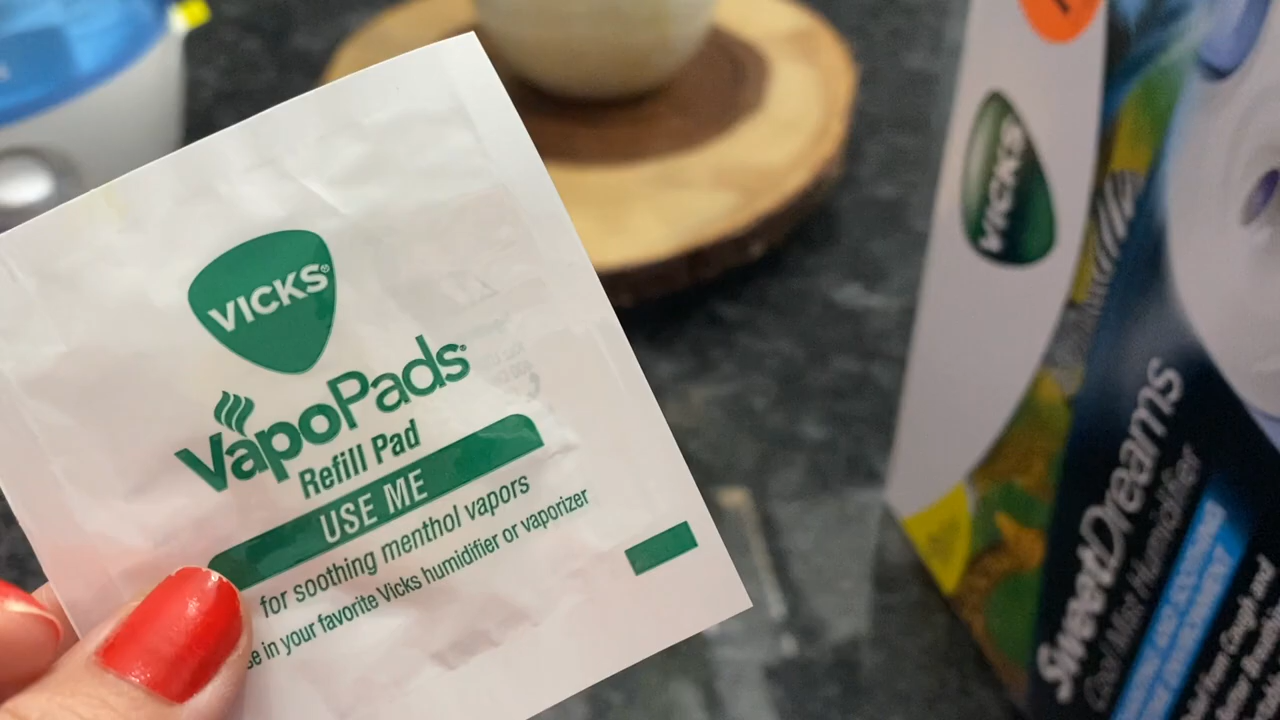 VICKS®
VapoPads®
Refill Pad
USE ME
for soothing menthol vapors
in your favorite Vicks humidifier or vaporizer
VICKS
SweetDreams
Cool Mist Humidifier